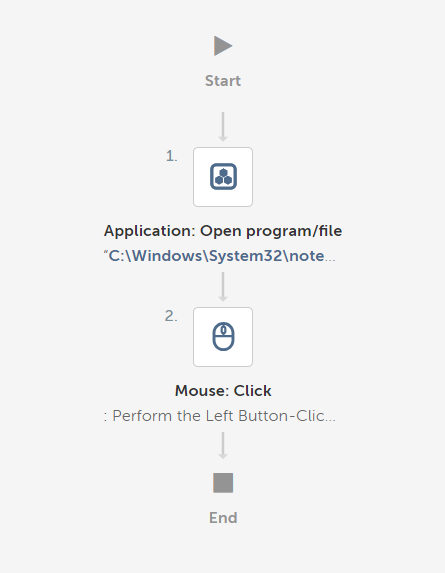 Start
1.
Application: Open program/file
“C:\Windows\System32\note...
2.
Mouse: Click
: Perform the Left Button-Clic...
End